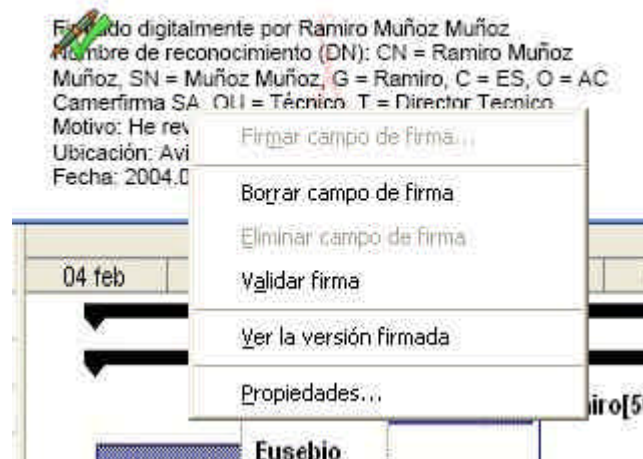 Firmado digitalmente por Ramiro Muñoz Muñoz
Nombre de reconocimiento (DN): CN = Ramiro Muñoz
Muñoz, SN = Muñoz Muñoz, G = Ramiro, C = ES, O = AC
Camerfirma SA, OU = Técnico, T = Director Tecnico
Motivo: He rev
Ubicación: Avi
Fecha: 2004.0
Firmar campo de firma...
Borrar campo de firma
Eliminar campo de firma
Validar firma
Ver la versión firmada
Propiedades...
04 feb
iro[5
Eusebio